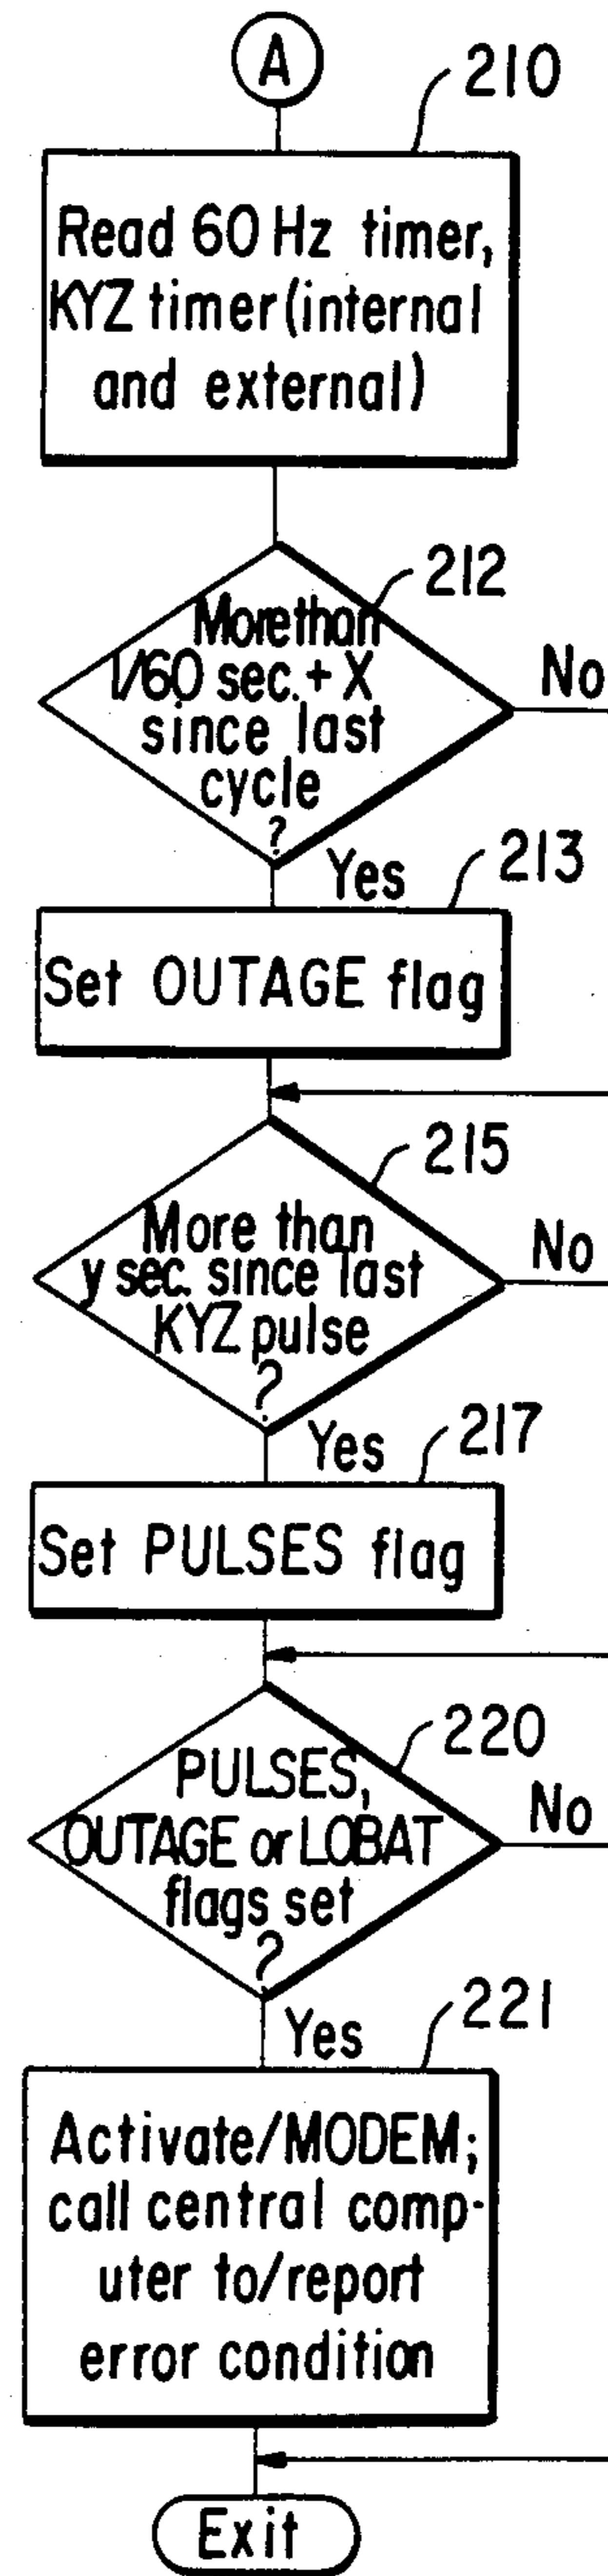 A
210
Read 60 Hz timer,
KYZ timer (internal
and external)
212
More than
1/60 sec. + X
since last
cycle
?
No
Yes
213
Set OUTAGE flag
215
More than
y sec. since last
KYZ pulse
?
No
Yes
217
Set PULSES flag
220
PULSES,
OUTAGE or LOBAT
flags set
?
No
Yes
221
Activate/MODEM;
call central comp-
uter to/report
error condition
Exit